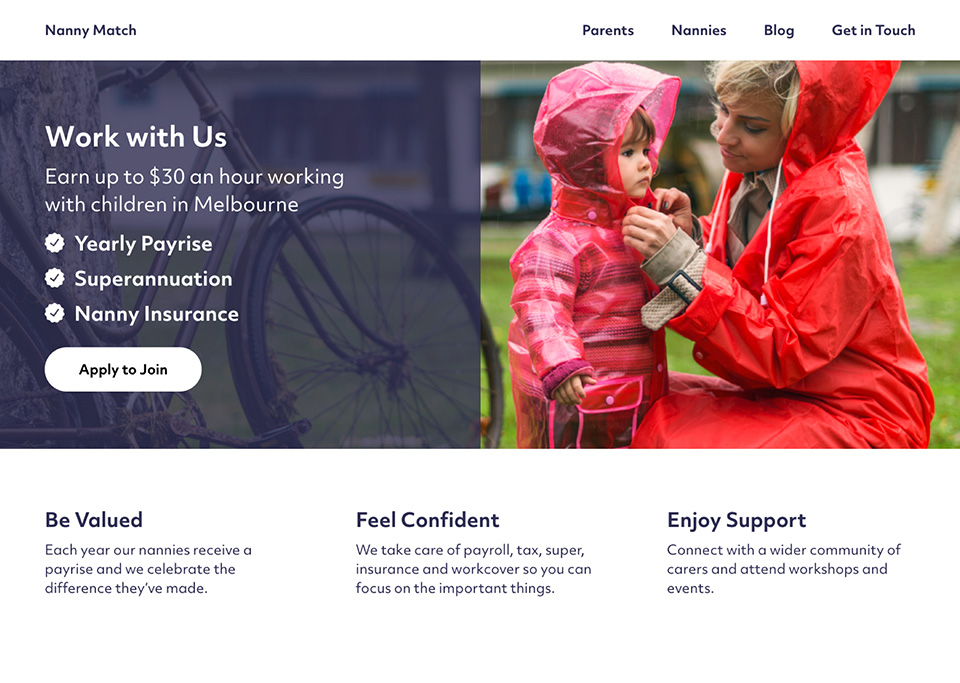 Nanny Match
Parents
Nannies
Blog
Get in Touch
Work with Us
Earn up to $30 an hour working
with children in Melbourne
Yearly Payrise
Superannuation
Nanny Insurance
Apply to Join
Be Valued
Each year our nannies receive a
payrise and we celebrate the
difference they’ve made.
Feel Confident
We take care of payroll, tax, super,
insurance and workcover so you can
focus on the important things.
Enjoy Support
Connect with a wider community of
carers and attend workshops and
events.